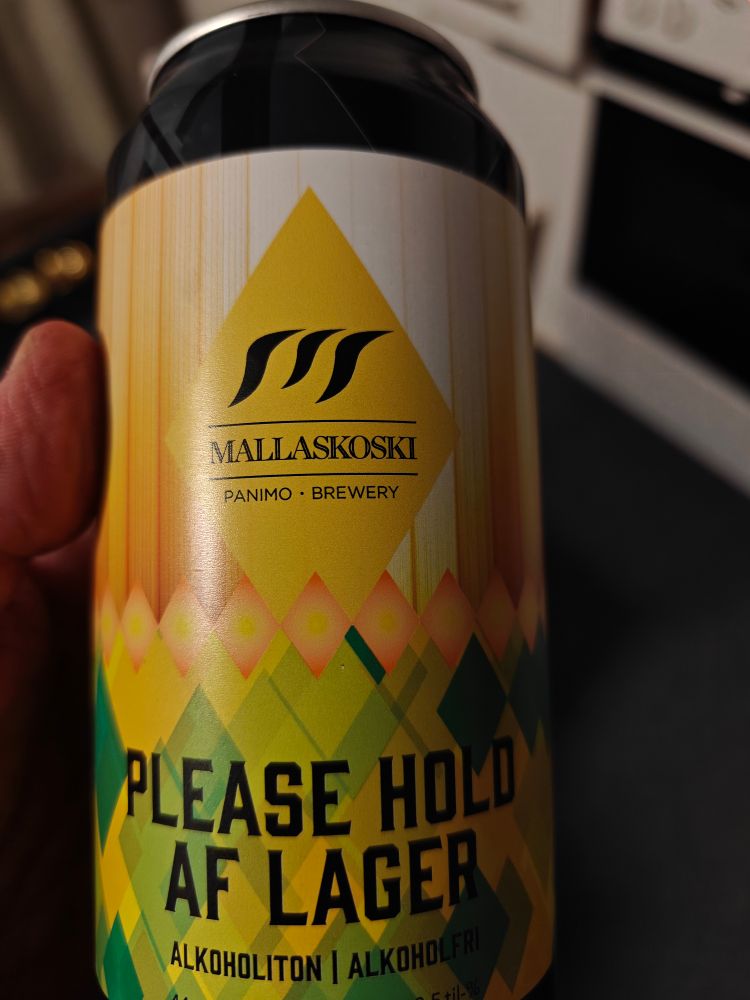 MALLASKOSKI
PANIMO · BREWERY
PLEASE HOLD
AF LAGER
ALKOHOLITON | ALKOHOLFRI